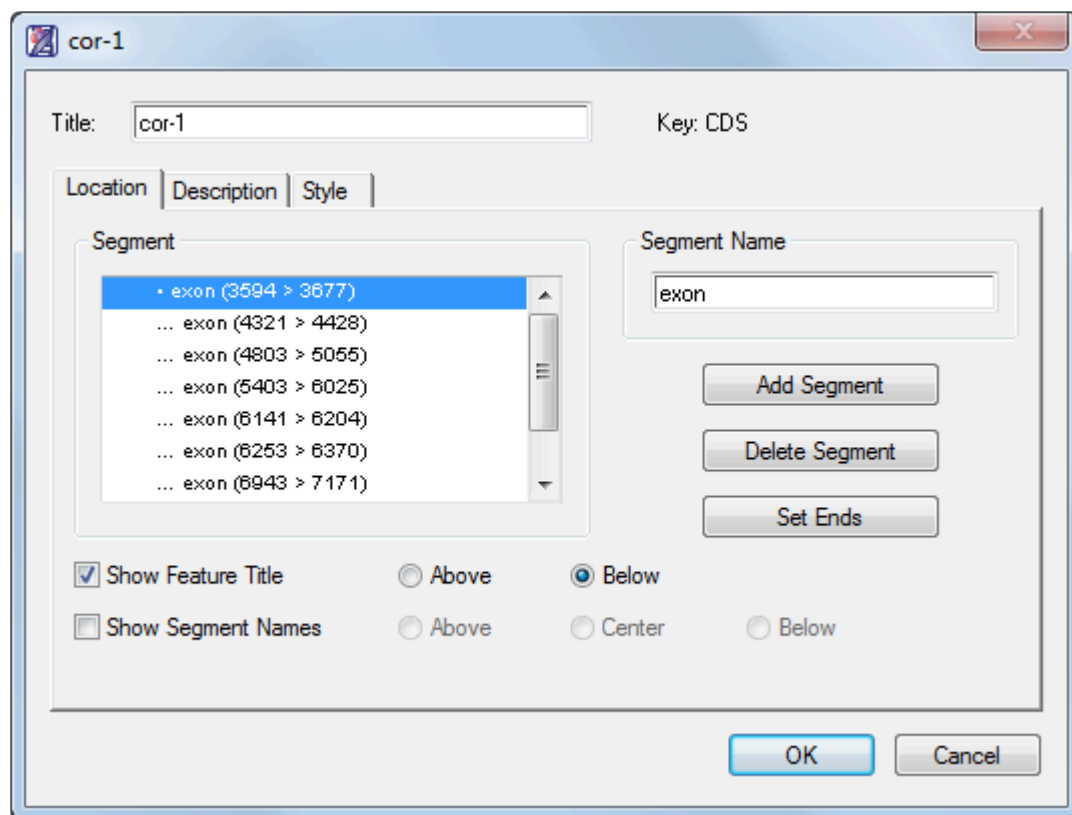 cor-1
Title: cor-1 Key: CDS
Location Description Style
Segment
• exon (3594 > 3677)
... exon (4321 > 4428)
... exon (4803 > 5055)
... exon (5403 > 6025)
... exon (6141 > 6204)
... exon (6253 > 6370)
... exon (6943 > 7171)
Segment Name
exon
Add Segment
Delete Segment
Set Ends
Show Feature Title Above Below
Show Segment Names Above Center Below
OK Cancel